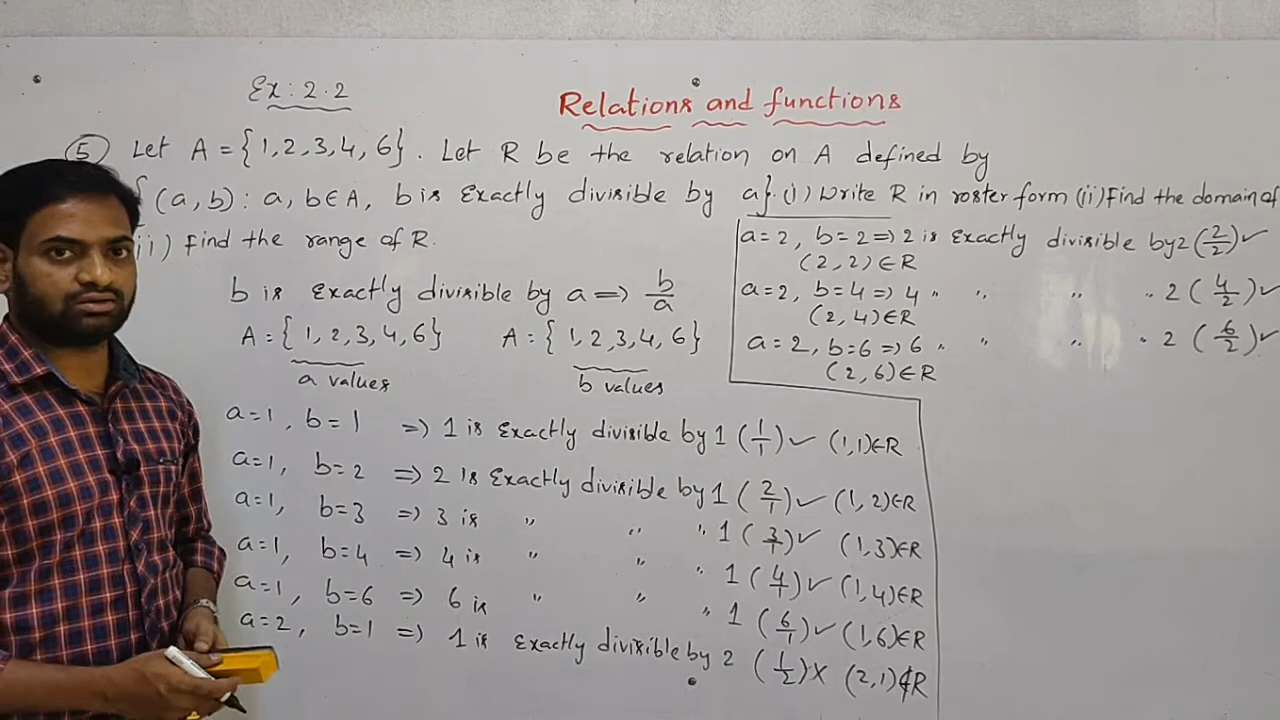 Ex: 2.2
Relations and functions
⑤ Let A = {1,2,3,4,6}. Let R be the relation on A defined by
{(a,b): a, b∈A, b is Exactly divisible by a}. (i) Write R in roster form (ii) Find the domain of
ii) Find the range of R.
b is Exactly divisible by a => b/a
A = {1,2,3,4,6} A = {1,2,3,4,6}
a values b values
a=1, b=1 => 1 is Exactly divisible by 1 (1/1) ✓ (1,1)∈R
a=1, b=2 => 2 is Exactly divisible by 1 (2/1) ✓ (1,2)∈R
a=1, b=3 => 3 is " " " 1 (3/1) ✓ (1,3)∈R
a=1, b=4 => 4 is " " " 1 (4/1) ✓ (1,4)∈R
a=1, b=6 => 6 is " " " 1 (6/1) ✓ (1,6)∈R
a=2, b=1 => 1 is Exactly divisible by 2 (1/2) X (2,1)∉R
a=2, b=2 => 2 is Exactly divisible by 2 (2/2) ✓
(2,2)∈R
a=2, b=4 => 4 " " " " 2 (4/2) ✓
(2,4)∈R
a=2, b=6 => 6 " " " " 2 (6/2) ✓
(2,6)∈R